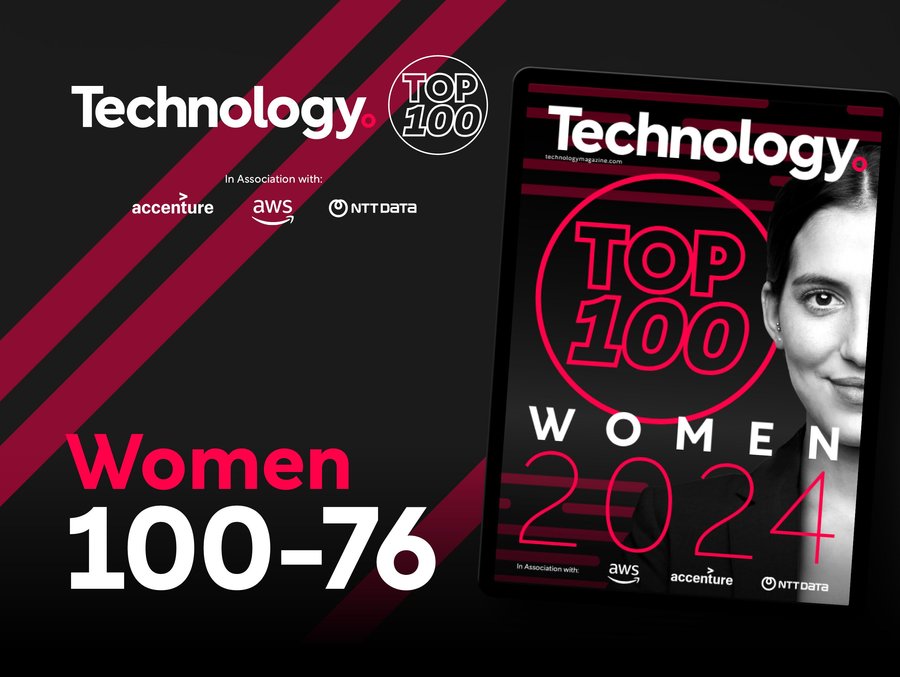 Technology.
TOP
100
In Association with:
accenture
aws
NTT DATA
Women
100-76
Technology.
technologymagazine.com
TOP
100
WOMEN
2024
In Association with:
aws
accenture
NTT DATA